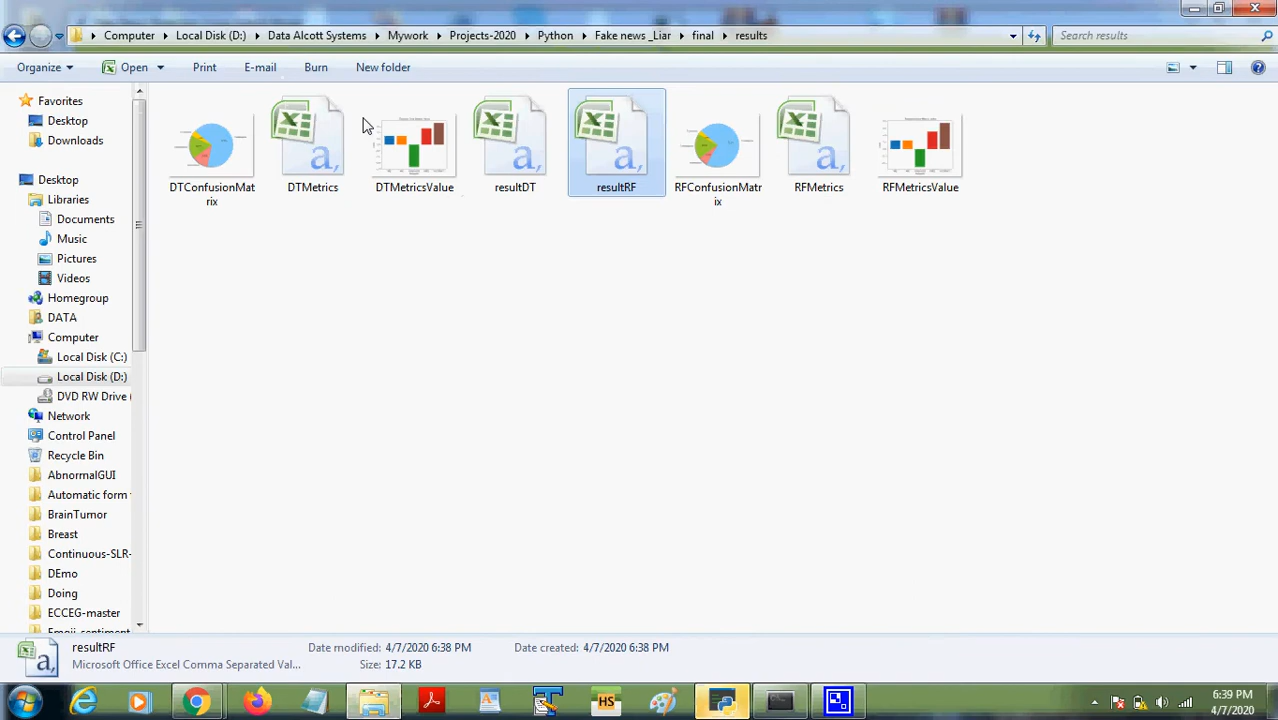 Computer Local Disk (D:) Data Alcott Systems Mywork Projects-2020 Python Fake news _Liar final results Search results
Organize Open Print E-mail Burn New folder
Favorites
Desktop
Downloads
Desktop
Libraries
Documents
Music
Pictures
Videos
Homegroup
DATA
Computer
Local Disk (C:)
Local Disk (D:)
DVD RW Drive (
Network
Control Panel
Recycle Bin
AbnormalGUI
Automatic form
BrainTumor
Breast
Continuous-SLR-
DEmo
Doing
ECCEG-master
Emoji-sentiment
DTConfusionMat
rix
DTMetrics
DTMetricsValue
resultDT
resultRF
RFConfusionMatr
ix
RFMetrics
RFMetricsValue
resultRF Date modified: 4/7/2020 6:38 PM Date created: 4/7/2020 6:38 PM
Microsoft Office Excel Comma Separated Val... Size: 17.2 KB
HS
6:39 PM
4/7/2020